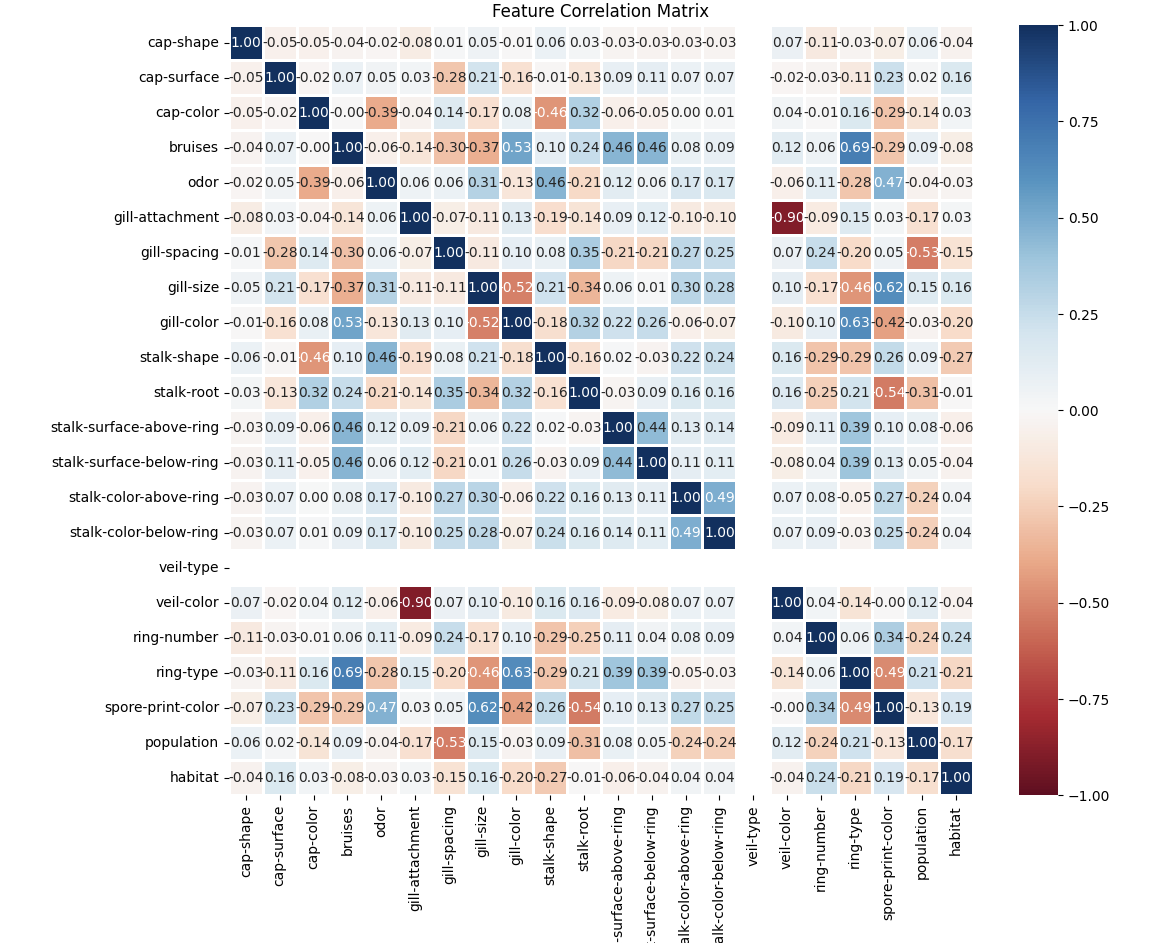 Feature Correlation Matrix
cap-shape 1.00 -0.05 -0.05 -0.04 -0.02 -0.08 0.01 0.05 -0.01 0.06 0.03 -0.03 -0.03 -0.03 -0.03 0.07 -0.11 -0.03 -0.07 0.06 -0.04
cap-surface -0.05 1.00 -0.02 0.07 0.05 0.03 -0.28 0.21 -0.16 -0.01 -0.13 0.09 0.11 0.07 0.07 -0.02 -0.03 -0.11 0.23 0.02 0.16
cap-color -0.05 -0.02 1.00 -0.00 -0.39 -0.04 0.14 -0.17 0.08 -0.46 0.32 -0.06 -0.05 0.00 0.01 0.04 -0.01 0.16 -0.29 -0.14 0.03
bruises -0.04 0.07 -0.00 1.00 -0.06 -0.14 -0.30 -0.37 0.53 0.10 0.24 0.46 0.46 0.08 0.09 0.12 0.06 0.69 -0.29 0.09 -0.08
odor -0.02 0.05 -0.39 -0.06 1.00 0.06 0.06 0.31 -0.13 0.46 -0.21 0.12 0.06 0.17 0.17 -0.06 0.11 -0.28 0.47 -0.04 -0.03
gill-attachment -0.08 0.03 -0.04 -0.14 0.06 1.00 -0.07 -0.11 0.13 -0.19 -0.14 0.09 0.12 -0.10 -0.10 -0.90 -0.09 0.15 0.03 -0.17 0.03
gill-spacing 0.01 -0.28 0.14 -0.30 0.06 -0.07 1.00 -0.11 0.10 0.08 0.35 -0.21 -0.21 0.27 0.25 0.07 0.24 -0.20 0.05 -0.53 -0.15
gill-size 0.05 0.21 -0.17 -0.37 0.31 -0.11 -0.11 1.00 -0.52 0.21 -0.34 0.06 0.01 0.30 0.28 0.10 -0.17 -0.46 0.62 0.15 0.16
gill-color -0.01 -0.16 0.08 0.53 -0.13 0.13 0.10 -0.52 1.00 -0.18 0.32 0.22 0.26 -0.06 -0.07 -0.10 0.10 0.63 -0.42 -0.03 -0.20
stalk-shape 0.06 -0.01 -0.46 0.10 0.46 -0.19 0.08 0.21 -0.18 1.00 -0.16 0.02 -0.03 0.22 0.24 0.16 -0.29 -0.29 0.26 0.09 -0.27
stalk-root 0.03 -0.13 0.32 0.24 -0.21 -0.14 0.35 -0.34 0.32 -0.16 1.00 -0.03 0.09 0.16 0.16 0.16 -0.25 0.21 -0.54 -0.31 -0.01
stalk-surface-above-ring -0.03 0.09 -0.06 0.46 0.12 0.09 -0.21 0.06 0.22 0.02 -0.03 1.00 0.44 0.13 0.14 -0.09 0.11 0.39 0.10 0.08 -0.06
stalk-surface-below-ring -0.03 0.11 -0.05 0.46 0.06 0.12 -0.21 0.01 0.26 -0.03 0.09 0.44 1.00 0.11 0.11 -0.08 0.04 0.39 0.13 0.05 -0.04
stalk-color-above-ring -0.03 0.07 0.00 0.08 0.17 -0.10 0.27 0.30 -0.06 0.22 0.16 0.13 0.11 1.00 0.49 0.07 0.08 -0.05 0.27 -0.24 0.04
stalk-color-below-ring -0.03 0.07 0.01 0.09 0.17 -0.10 0.25 0.28 -0.07 0.24 0.16 0.14 0.11 0.49 1.00 0.07 0.09 -0.03 0.25 -0.24 0.04
veil-type
veil-color 0.07 -0.02 0.04 0.12 -0.06 -0.90 0.07 0.10 -0.10 0.16 0.16 -0.09 -0.08 0.07 0.07 1.00 0.04 -0.14 -0.00 0.12 -0.04
ring-number -0.11 -0.03 -0.01 0.06 0.11 -0.09 0.24 -0.17 0.10 -0.29 -0.25 0.11 0.04 0.08 0.09 0.04 1.00 0.06 0.34 -0.24 0.24
ring-type -0.03 -0.11 0.16 0.69 -0.28 0.15 -0.20 -0.46 0.63 -0.29 0.21 0.39 0.39 -0.05 -0.03 -0.14 0.06 1.00 -0.49 0.21 -0.21
spore-print-color -0.07 0.23 -0.29 -0.29 0.47 0.03 0.05 0.62 -0.42 0.26 -0.54 0.10 0.13 0.27 0.25 -0.00 0.34 -0.49 1.00 -0.13 0.19
population 0.06 0.02 -0.14 0.09 -0.04 -0.17 -0.53 0.15 -0.03 0.09 -0.31 0.08 0.05 -0.24 -0.24 0.12 -0.24 0.21 -0.13 1.00 -0.17
habitat -0.04 0.16 0.03 -0.08 -0.03 0.03 -0.15 0.16 -0.20 -0.27 -0.01 -0.06 -0.04 0.04 0.04 -0.04 0.24 -0.21 0.19 -0.17 1.00
cap-shape
cap-surface
cap-color
bruises
odor
gill-attachment
gill-spacing
gill-size
gill-color
stalk-shape
stalk-root
-surface-above-ring
-surface-below-ring
alk-color-above-ring
alk-color-below-ring
veil-type
veil-color
ring-number
ring-type
spore-print-color
population
habitat
1.00
0.75
0.50
0.25
0.00
−0.25
−0.50
−0.75
−1.00